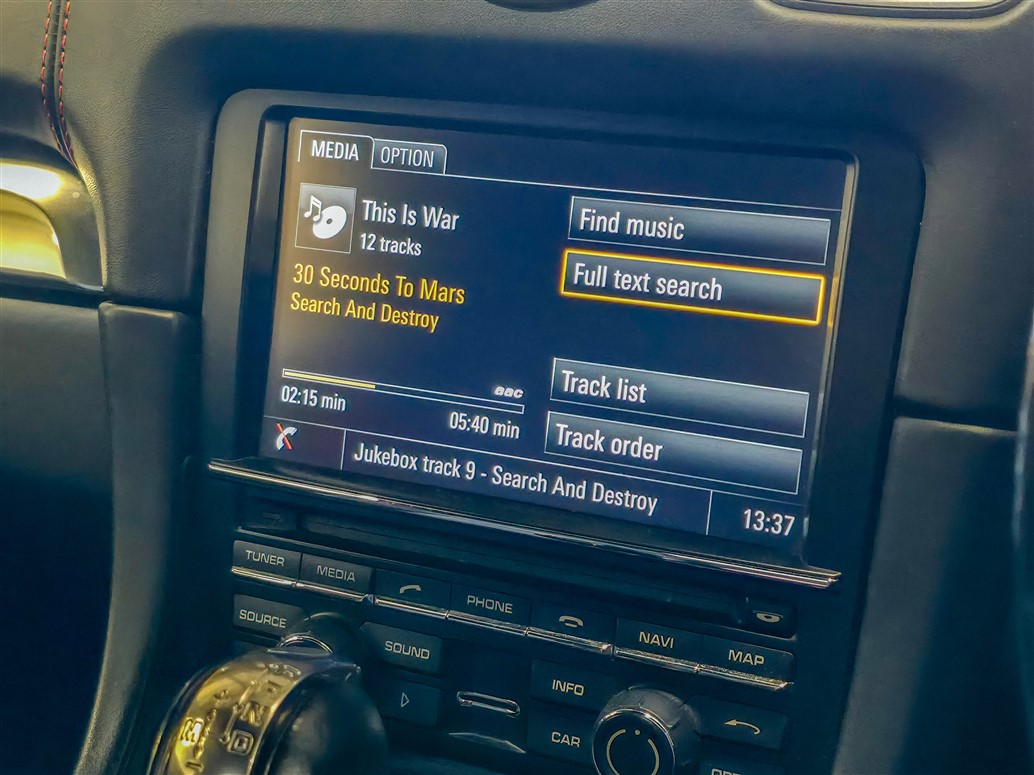 MEDIA OPTION
This Is War
12 tracks
30 Seconds To Mars
Search And Destroy
Find music
Full text search
02:15 min
05:40 min
aac
Track list
Track order
Jukebox track 9 - Search And Destroy
13:37
TUNER
MEDIA
PHONE
NAVI
MAP
SOURCE
SOUND
INFO
CAR
N
D
M